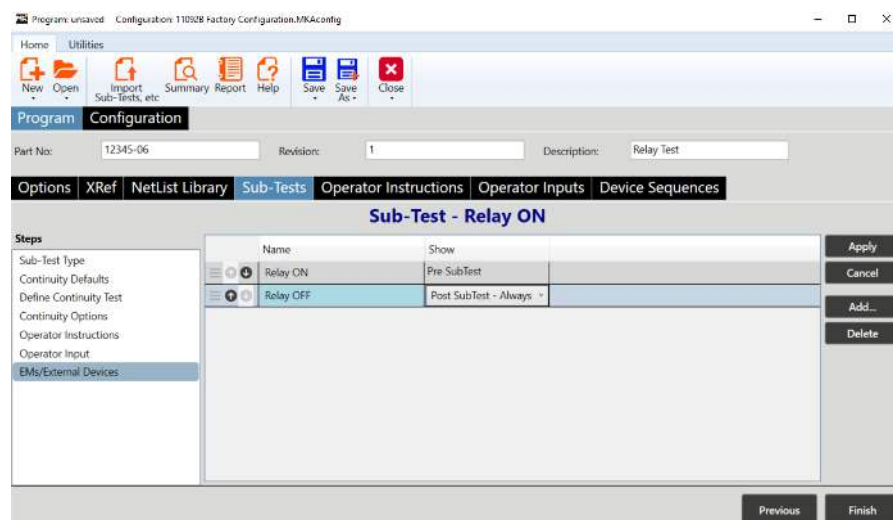 Program: unsaved Configuration: 11092B Factory Configuration.MKAconfig
Home Utilities
New Open Import Sub-Tests, etc Summary Report Help Save Save As Close
Program Configuration
Part No: 12345-06 Revision: 1 Description: Relay Test
Options XRef NetList Library Sub-Tests Operator Instructions Operator Inputs Device Sequences
Sub-Test - Relay ON
Steps
Sub-Test Type
Continuity Defaults
Define Continuity Test
Continuity Options
Operator Instructions
Operator Input
EMs/External Devices
Name Show
Relay ON Pre SubTest
Relay OFF Post SubTest - Always
Apply
Cancel
Add...
Delete
Previous Finish